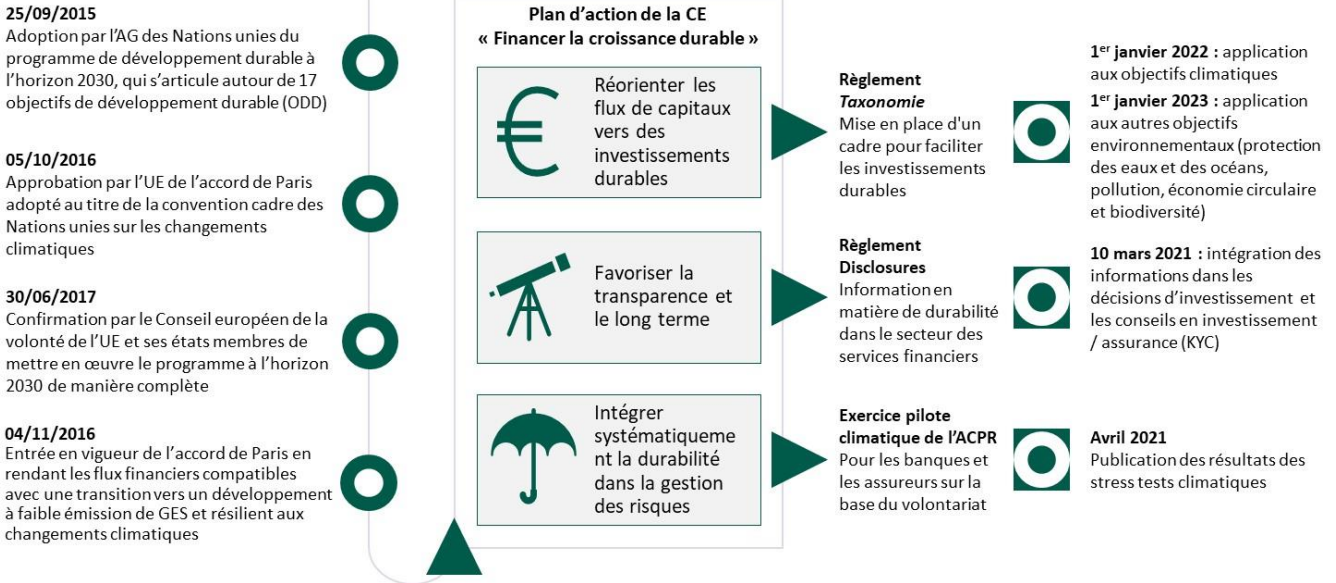 25/09/2015
Adoption par l’AG des Nations unies du
programme de développement durable à
l’horizon 2030, qui s’articule autour de 17
objectifs de développement durable (ODD)
05/10/2016
Approbation par l’UE de l’accord de Paris
adopté au titre de la convention cadre des
Nations unies sur les changements
climatiques
30/06/2017
Confirmation par le Conseil européen de la
volonté de l’UE et ses états membres de
mettre en œuvre le programme à l’horizon
2030 de manière complète
04/11/2016
Entrée en vigueur de l’accord de Paris en
rendant les flux financiers compatibles
avec une transition vers un développement
à faible émission de GES et résilient aux
changements climatiques
Plan d’action de la CE
« Financer la croissance durable »
Réorienter les
flux de capitaux
vers des
investissements
durables
Règlement
Taxonomie
Mise en place d'un
cadre pour faciliter
les investissements
durables
1er janvier 2022 : application
aux objectifs climatiques
1er janvier 2023 : application
aux autres objectifs
environnementaux (protection
des eaux et des océans,
pollution, économie circulaire
et biodiversité)
Favoriser la
transparence et
le long terme
Règlement
Disclosures
Information en
matière de durabilité
dans le secteur des
services financiers
10 mars 2021 : intégration des
informations dans les
décisions d’investissement et
les conseils en investissement
/ assurance (KYC)
Intégrer
systématiqueme
nt la durabilité
dans la gestion
des risques
Exercice pilote
climatique de l’ACPR
Pour les banques et
les assureurs sur la
base du volontariat
Avril 2021
Publication des résultats des
stress tests climatiques